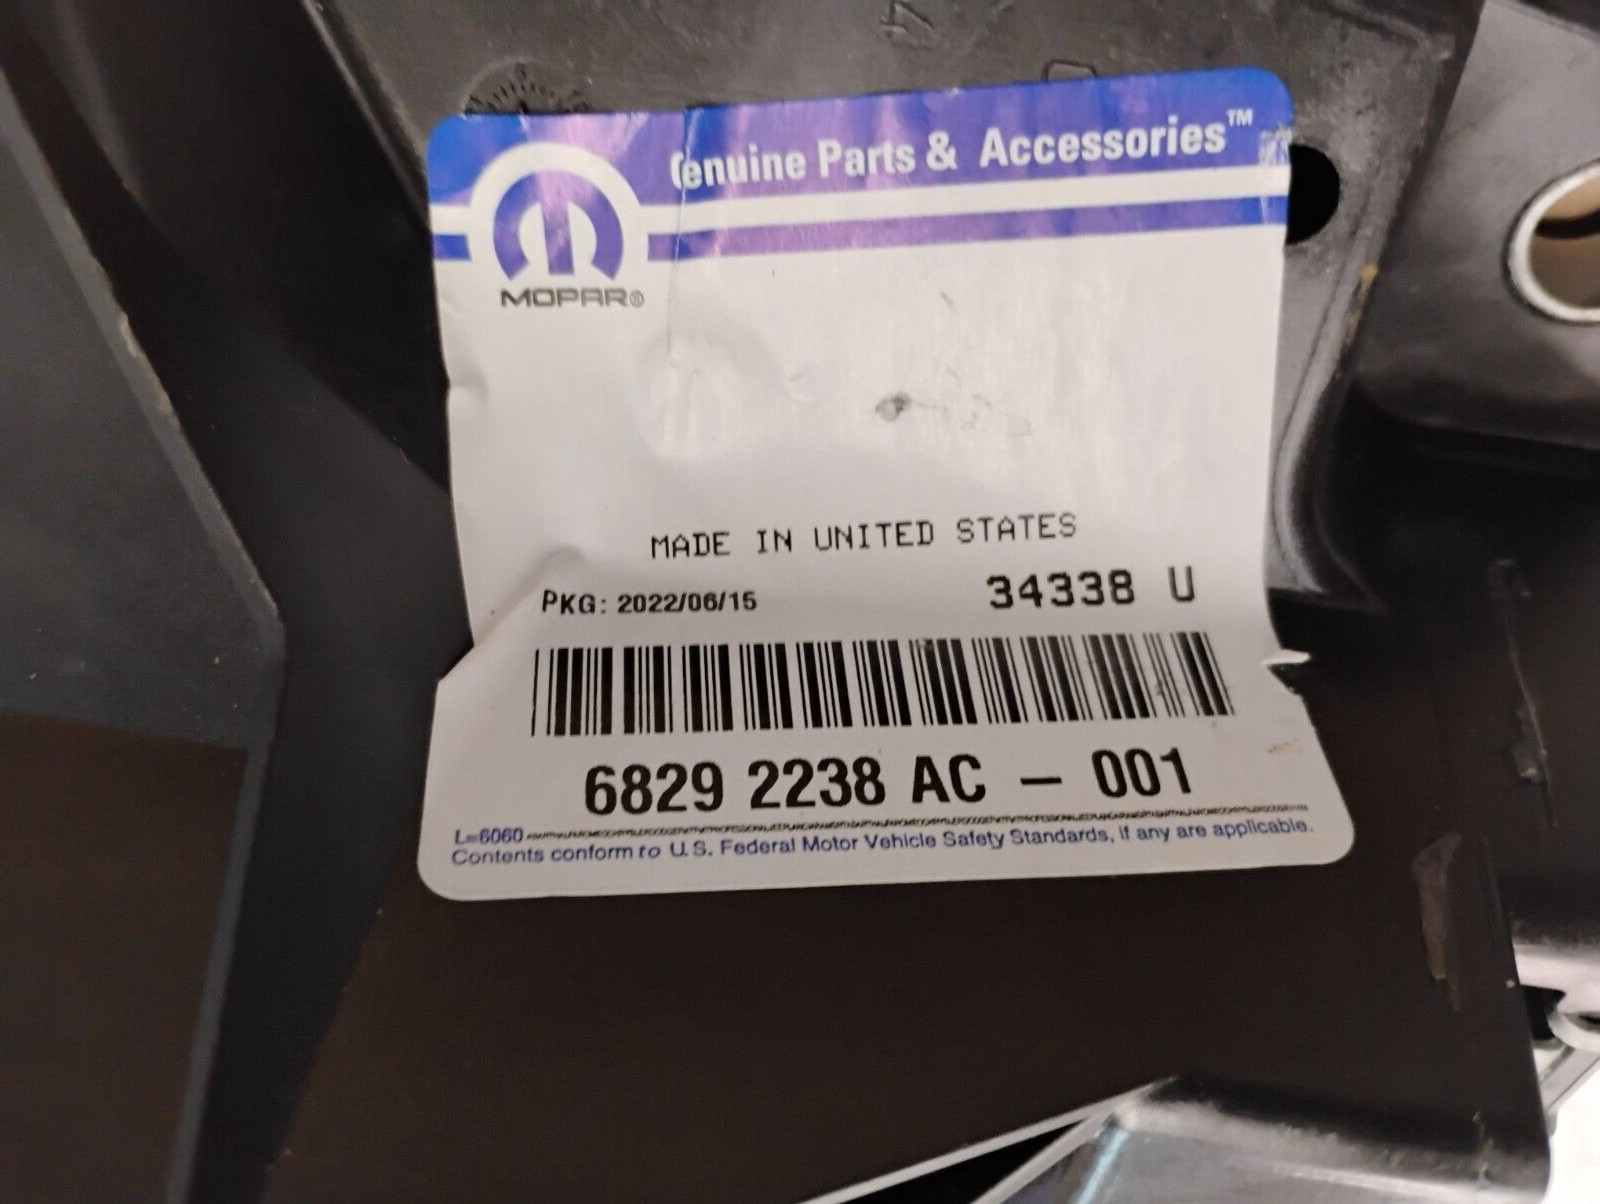 Genuine Parts & Accessories™
MOPAR®
MADE IN UNITED STATES
PKG: 2022/06/15
34338 U
6829 2238 AC - 001
L=6060
Contents conform to U.S. Federal Motor Vehicle Safety Standards, if any are applicable.